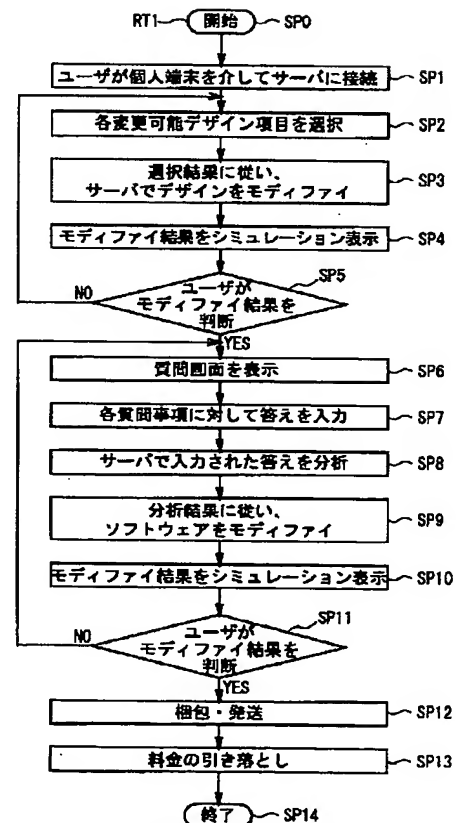 RT1 開始 SP0
ユーザが個人端末を介してサーバに接続 SP1
各変更可能デザイン項目を選択 SP2
選択結果に従い、
サーバでデザインをモディファイ SP3
モディファイ結果をシミュレーション表示 SP4
SP5
ユーザが
NO モディファイ結果を
判断
YES
質問画面を表示 SP6
各質問事項に対して答えを入力 SP7
サーバで入力された答えを分析 SP8
分析結果に従い、
ソフトウェアをモディファイ SP9
モディファイ結果をシミュレーション表示 SP10
SP11
ユーザが
NO モディファイ結果を
判断
YES
梱包・発送 SP12
料金の引き落とし SP13
終了 SP14